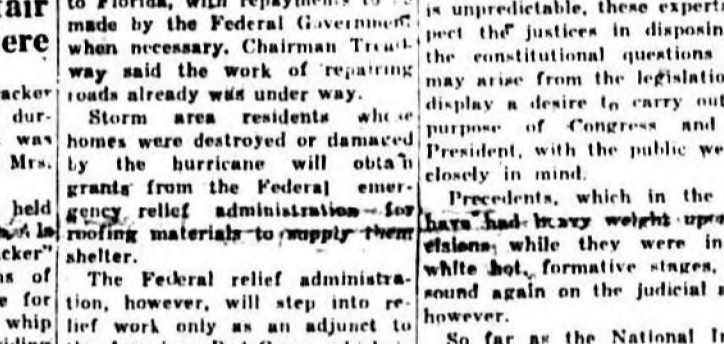 fair
ere
acker
dur-
was
Mrs.
held
cker"
ns of
e for
whip
to Florida, with repayments to
made by the Federal Government
when necessary. Chairman Treat-
way said the work of repairing
roads already was under way.
Storm area residents whose
homes were destroyed or damaged
by the hurricane will obtain
grants from the Federal emer-
gency relief administration for
roofing materials to supply them
shelter.
The Federal relief administra-
tion, however, will step into re-
lief work only as an adjunct to
is unpredictable, these expert
pect the justices in disposin
the constitutional questions
may arise from the legislatio
display a desire to carry out
purpose of Congress and
President, with the public we
closely in mind.
Precedents, which in the
have had heavy weight upon
cisions, while they were in
white hot, formative stages,
sound again on the judicial
however.
So far as the National